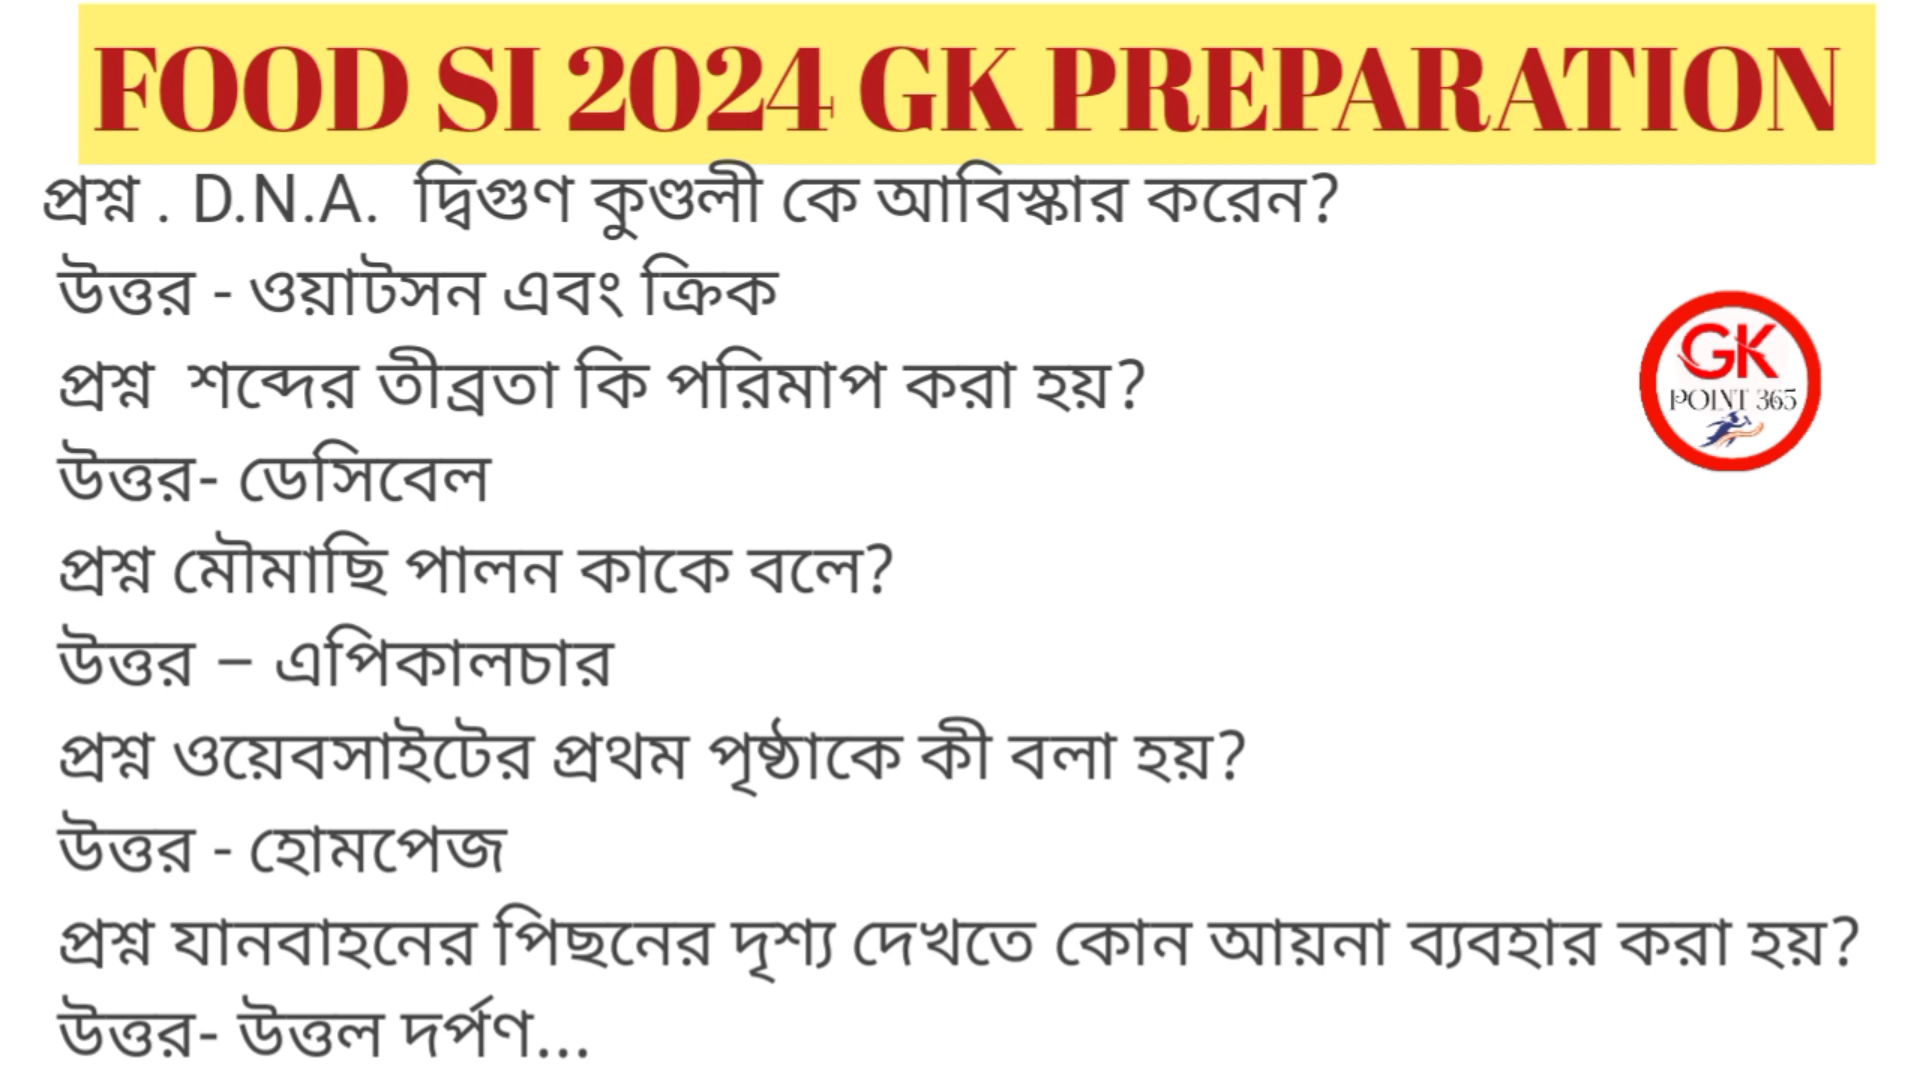 FOOD SI 2024 GK PREPARATION
প্রশ্ন . D.N.A. দ্বিগুণ কুণ্ডলী কে আবিস্কার করেন?
উত্তর - ওয়াটসন এবং ক্রিক
প্রশ্ন শব্দের তীব্রতা কি পরিমাপ করা হয়?
উত্তর- ডেসিবেল
প্রশ্ন মৌমাছি পালন কাকে বলে?
উত্তর – এপিকালচার
প্রশ্ন ওয়েবসাইটের প্রথম পৃষ্ঠাকে কী বলা হয়?
উত্তর - হোমপেজ
প্রশ্ন যানবাহনের পিছনের দৃশ্য দেখতে কোন আয়না ব্যবহার করা হয়?
উত্তর- উত্তল দর্পণ...
GK
POINT 365